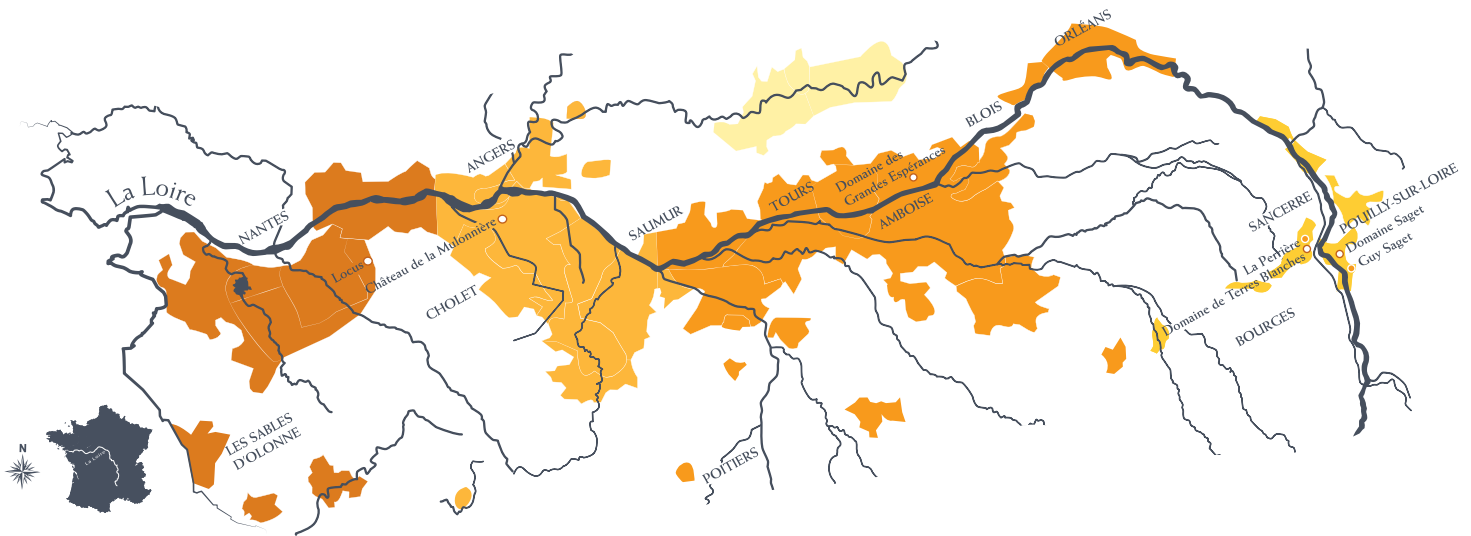 La Loire
NANTES
ANGERS
Locus
Château de la Mulonnière
CHOLET
SAUMUR
TOURS
Domaine des
Grandes Espérances
AMBOISE
BLOIS
ORLÉANS
SANCERRE
POUILLY-SUR-LOIRE
La Perrière
Domaine de Terres Blanches
Domaine Saget
Guy Saget
BOURGES
POITIERS
LES SABLES
D'OLONNE
N
La Loire